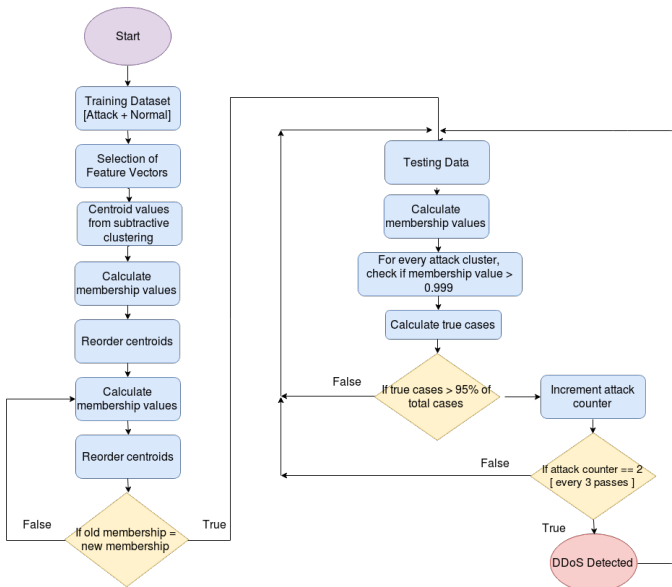 Start
Training Dataset
[Attack + Normal]
Selection of
Feature Vectors
Centroid values
from subtractive
clustering
Calculate
membership values
Reorder centroids
Calculate
membership values
Reorder centroids
If old membership =
new membership
False
True
Testing Data
Calculate
membership values
For every attack cluster,
check if membership value >
0.999
Calculate true cases
If true cases > 95% of
total cases
False
Increment attack
counter
If attack counter == 2
[ every 3 passes ]
False
True
DDoS Detected